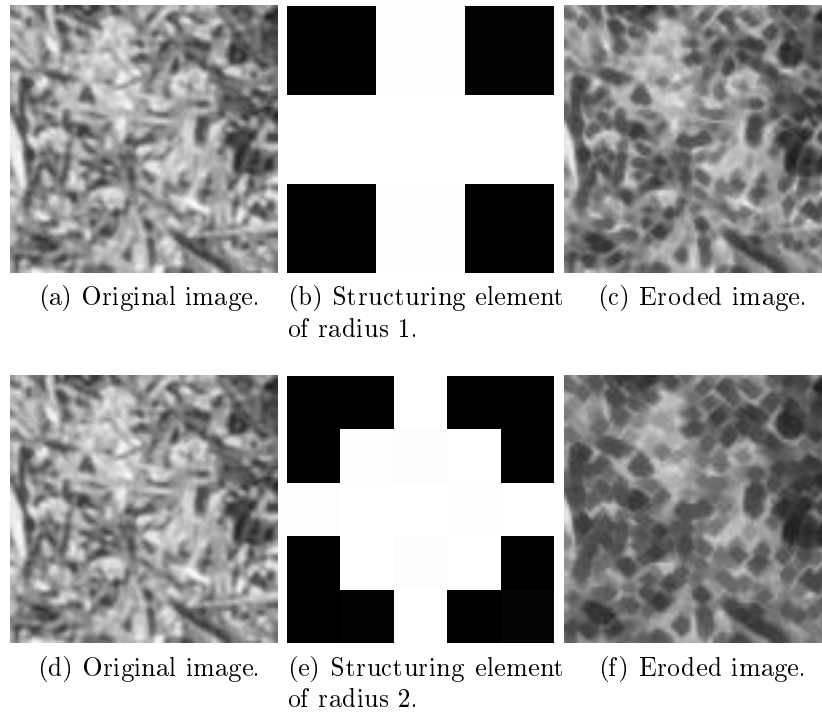 (a) Original image.
(b) Structuring element
of radius 1.
(c) Eroded image.
(d) Original image.
(e) Structuring element
of radius 2.
(f) Eroded image.